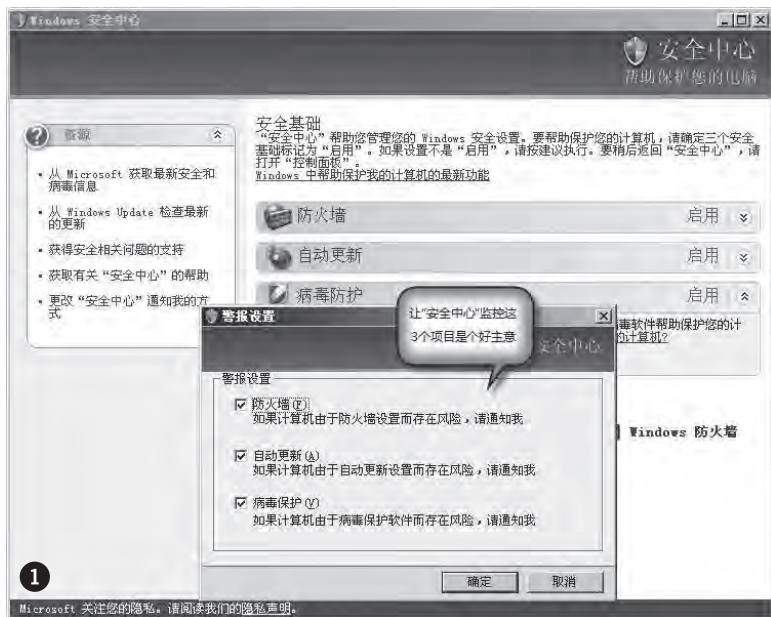 Windows 安全中心
安全中心
帮助保护您的电脑
资源
从 Microsoft 获取最新安全和
病毒信息
从 Windows Update 检查最新
的更新
获得安全相关问题的支持
获取有关“安全中心”的帮助
更改“安全中心”通知我的方
式
安全基础
“安全中心”帮助您管理您的 Windows 安全设置。要帮助保护您的计算机，请确定三个安全
基础标记为“启用”。如果设置不是“启用”，请按建议执行。要稍后返回“安全中心”，请
打开“控制面板”。
Windows 中帮助保护我的计算机的最新功能
防火墙 启用
自动更新 启用
病毒防护 启用
毒软件帮助保护您的计
的计算机?
Windows 防火墙
警报设置
让“安全中心”监控这
3个项目是个好主意
安全中心
警报设置
防火墙(F)
如果计算机由于防火墙设置而存在风险，请通知我
自动更新(A)
如果计算机由于自动更新设置而存在风险，请通知我
病毒保护(V)
如果计算机由于病毒保护软件而存在风险，请通知我
确定 取消
1
Microsoft 关注您的隐私。请阅读我们的隐私声明。